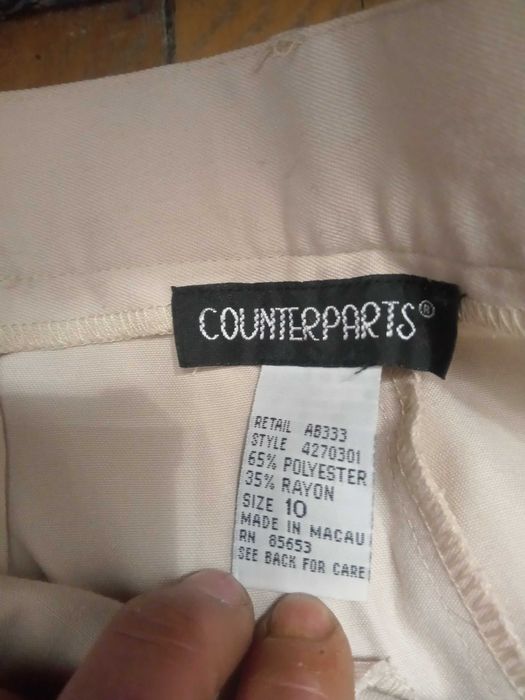 COUNTERPARTS®
RETAIL AB333
STYLE 4270301
65% POLYESTER
35% RAYON
SIZE 10
MADE IN MACAU
RN 85653
SEE BACK FOR CARE